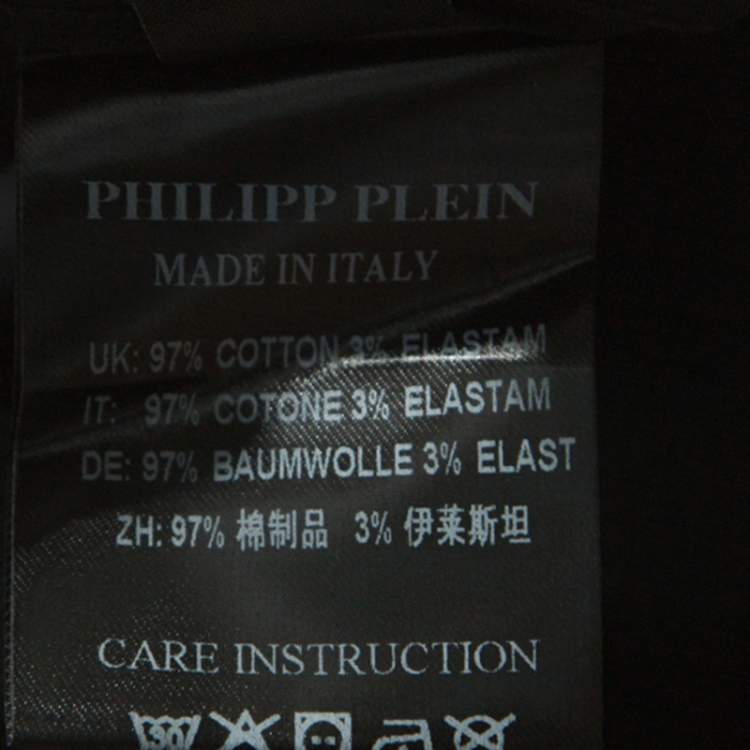 PHILIPP PLEIN
MADE IN ITALY
UK: 97% COTTON 3% ELASTAM
IT: 97% COTONE 3% ELASTAM
DE: 97% BAUMWOLLE 3% ELAST
ZH: 97% 棉制品 3% 伊莱斯坦
CARE INSTRUCTION
30